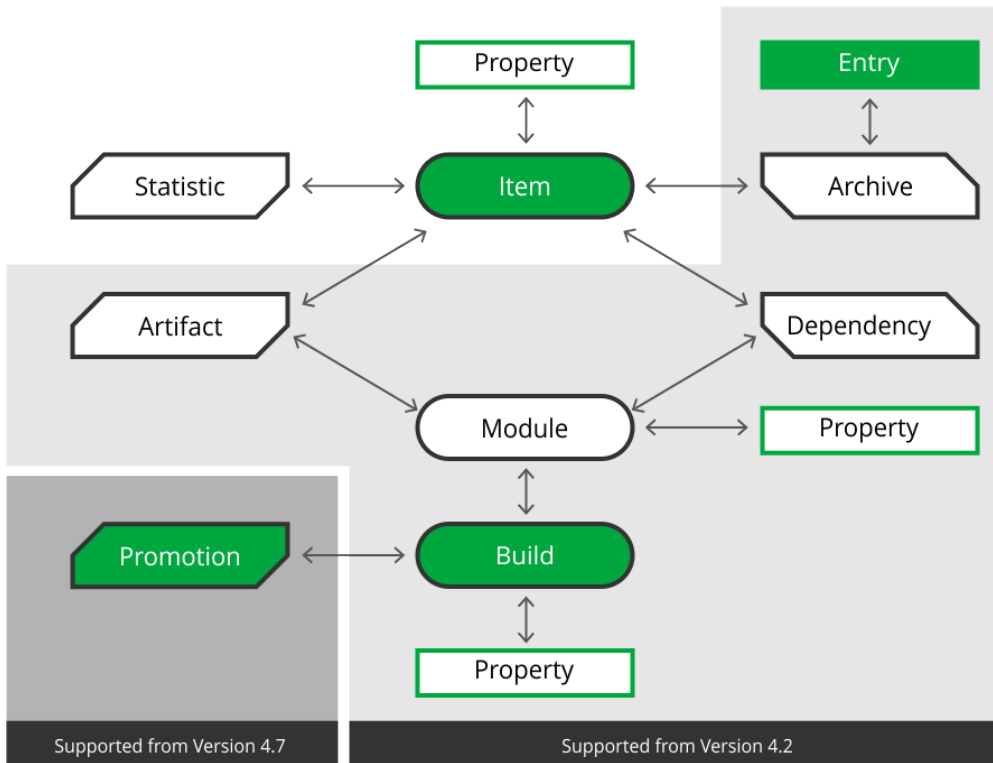 Property
Entry
Statistic
Item
Archive
Artifact
Dependency
Module
Property
Promotion
Build
Property
Supported from Version 4.7
Supported from Version 4.2